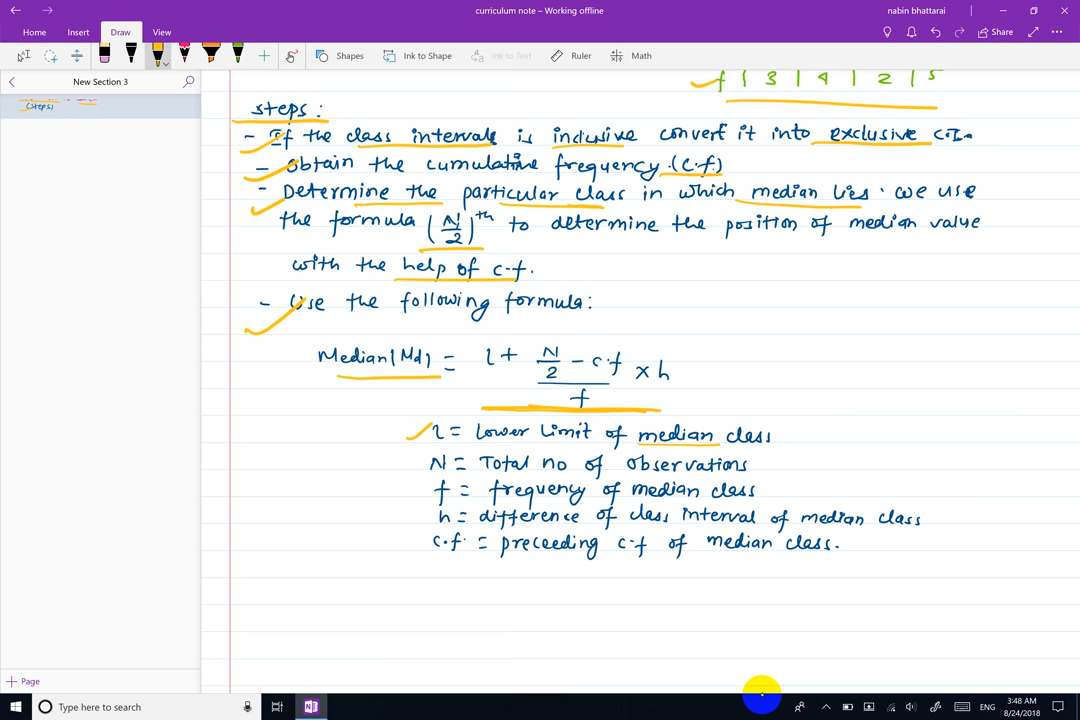 curriculum note – Working offline
nabin bhattarai
Home
Insert
Draw
View
Share
Shapes
Ink to Shape
Ink to Text
Ruler
Math
New Section 3
(steps)
f | 3 | 4 | 2 | 5
steps :
- If the class intervals is inclusive convert it into exclusive C.I.
- Obtain the cumulative frequency (c.f)
- Determine the particular class in which median lies. We use
the formula (N/2)th to determine the position of median value
with the help of c.f.
- Use the following formula:
Median(Md) = l + N/2 - c.f / f × h
l = Lower Limit of median class
N = Total no of observations
f = frequency of median class
h = difference of class interval of median class
c.f. = preceeding c.f of median class.
+ Page
Type here to search
ENG
3:48 AM
8/24/2018